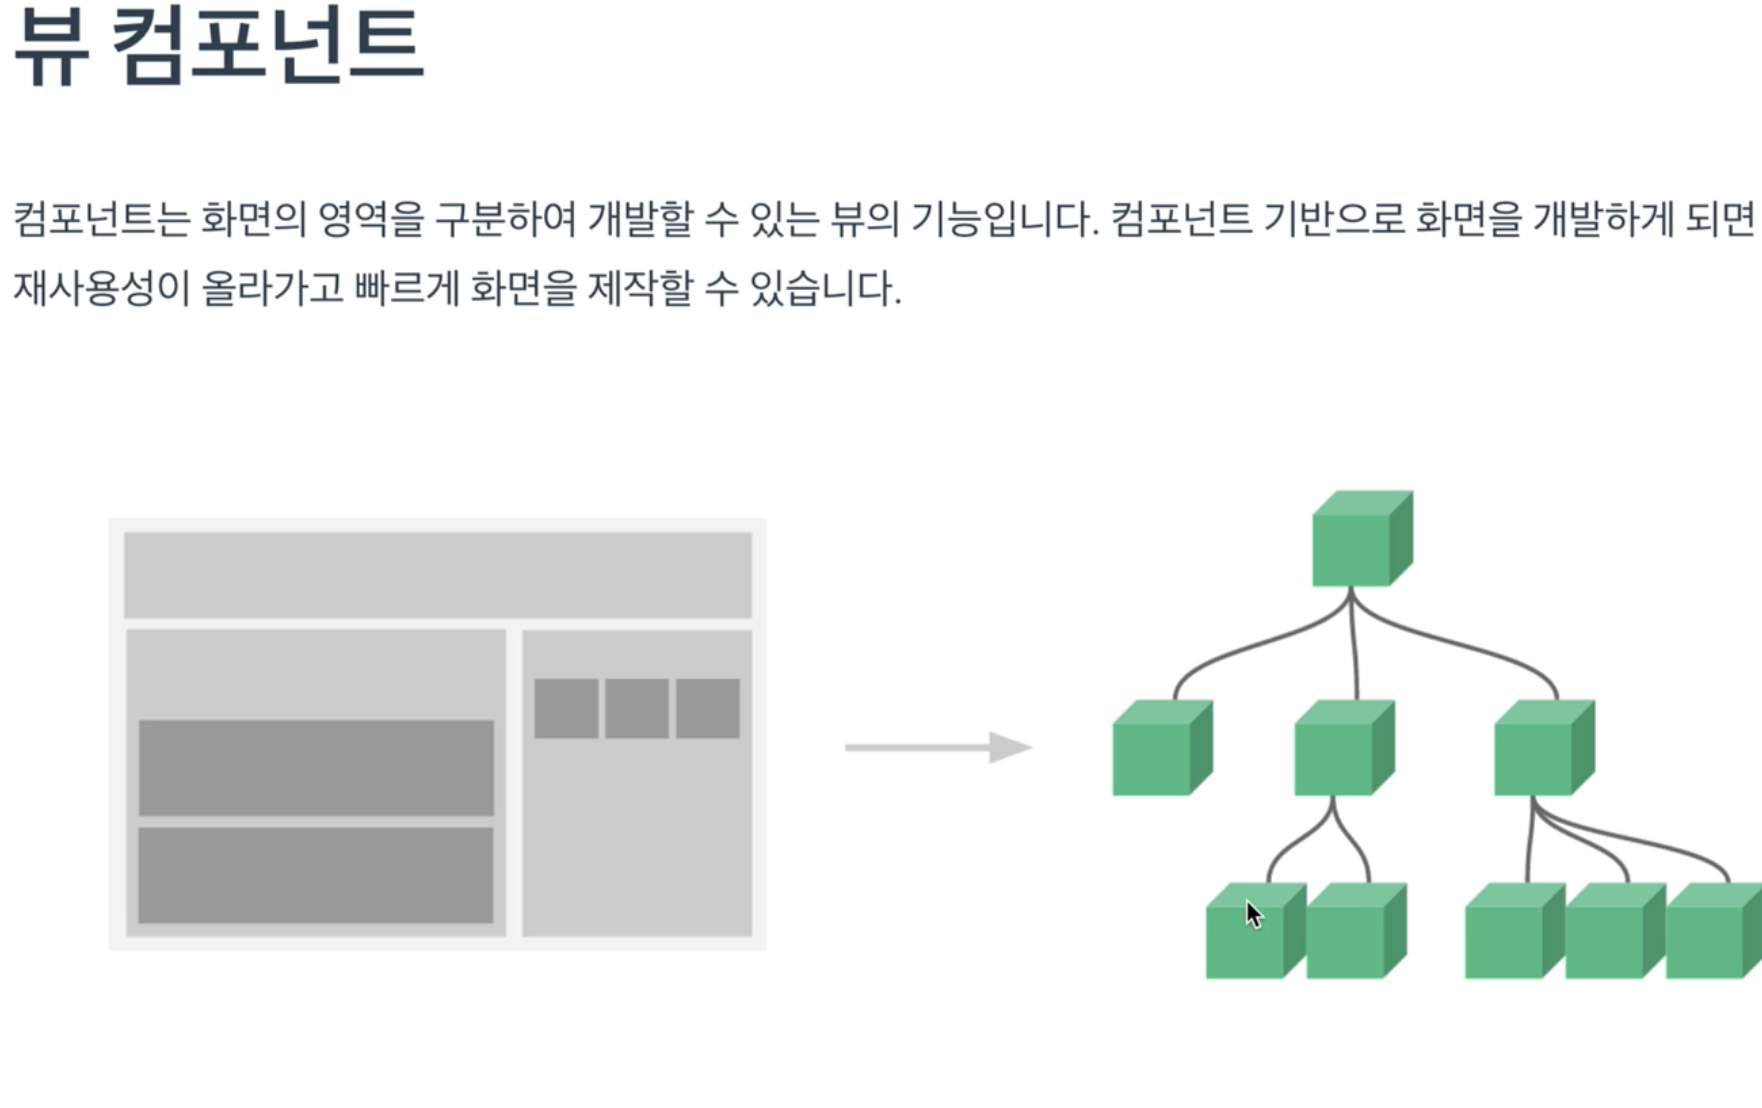 뷰 컴포넌트
컴포넌트는 화면의 영역을 구분하여 개발할 수 있는 뷰의 기능입니다. 컴포넌트 기반으로 화면을 개발하게 되면
재사용성이 올라가고 빠르게 화면을 제작할 수 있습니다.